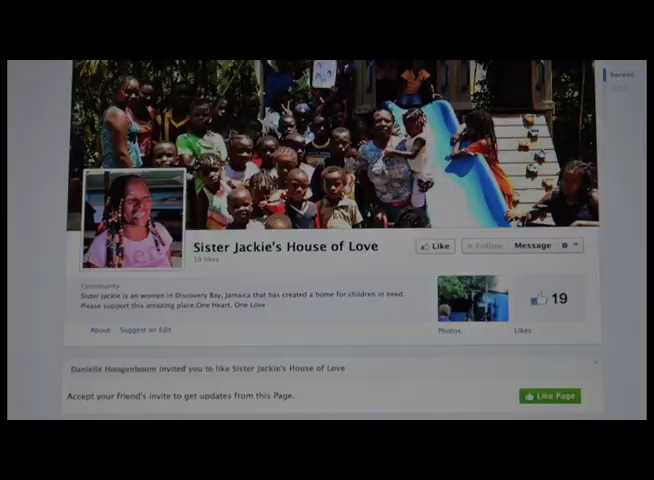 Recent
Sister Jackie's House of Love
19 likes
Like
Follow
Message
Community
Sister Jackie is an women in Discovery Bay, Jamaica that has created a home for children in need.
Please support this amazing place.One Heart, One Love
19
About · Suggest an Edit
Photos
Likes
Danielle Hoogenboom invited you to like Sister Jackie's House of Love
Accept your friend's invite to get updates from this Page.
Like Page